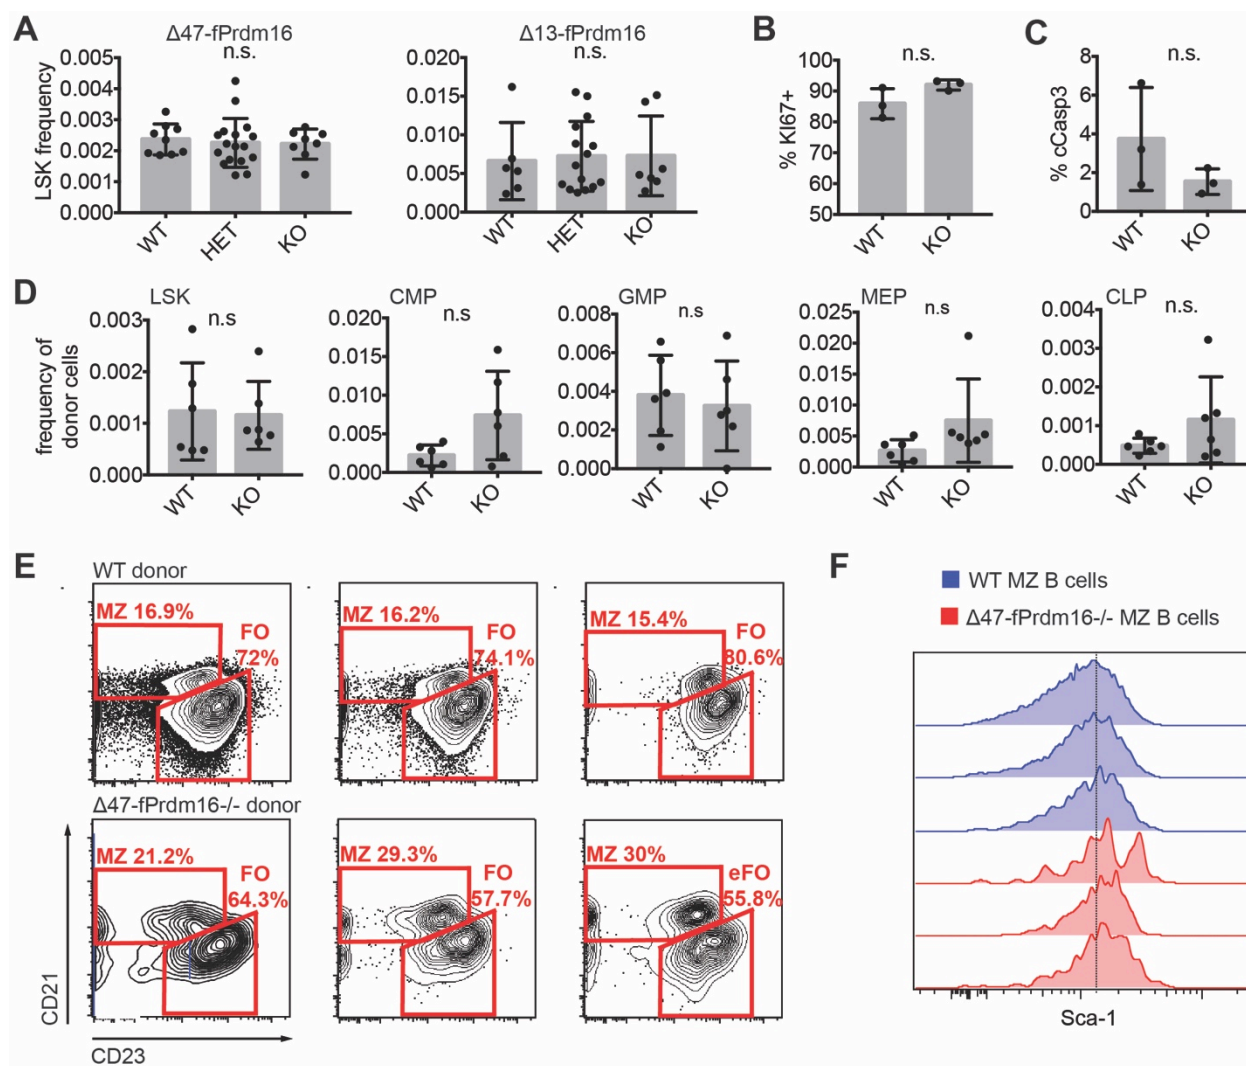 A
Δ47-fPrdm16
n.s.
LSK frequency
0.005
0.004
0.003
0.002
0.001
0.000
WT
HET
KO
Δ13-fPrdm16
n.s.
0.020
0.015
0.010
0.005
0.000
WT
HET
KO
B
n.s.
% KI67+
100
90
80
70
60
50
WT
KO
C
n.s.
% cCasp3
8
6
4
2
0
WT
KO
D
frequency of
donor cells
LSK
n.s
0.003
0.002
0.001
0.000
WT
KO
CMP
n.s
0.020
0.015
0.010
0.005
0.000
WT
KO
GMP
n.s
0.008
0.006
0.004
0.002
0.000
WT
KO
MEP
n.s
0.025
0.020
0.015
0.010
0.005
0.000
WT
KO
CLP
n.s.
0.004
0.003
0.002
0.001
0.000
WT
KO
E
WT donor
MZ 16.9%
FO
72%
MZ 16.2%
FO
74.1%
MZ 15.4%
FO
80.6%
Δ47-fPrdm16-/- donor
MZ 21.2%
FO
64.3%
MZ 29.3%
FO
57.7%
MZ 30%
eFO
55.8%
CD21
CD23
F
WT MZ B cells
Δ47-fPrdm16-/- MZ B cells
Sca-1